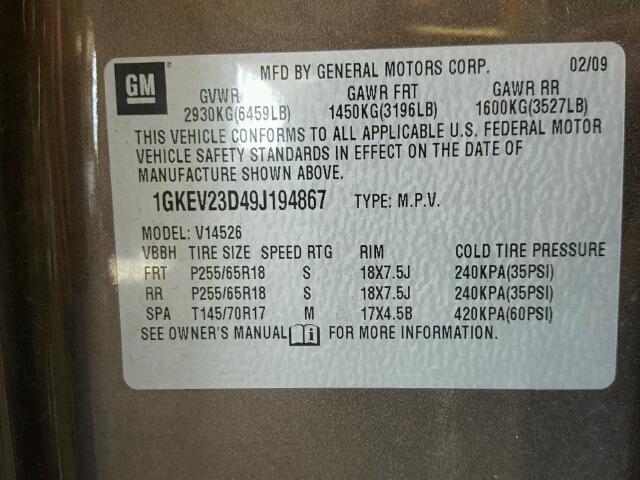 GM ® MFD BY GENERAL MOTORS CORP. 02/09
GVWR GAWR FRT GAWR RR
2930KG(6459LB) 1450KG(3196LB) 1600KG(3527LB)
THIS VEHICLE CONFORMS TO ALL APPLICABLE U.S. FEDERAL MOTOR
VEHICLE SAFETY STANDARDS IN EFFECT ON THE DATE OF
MANUFACTURE SHOWN ABOVE.
1GKEV23D49J194867 TYPE: M.P.V.
MODEL: V14526
VBBH TIRE SIZE SPEED RTG RIM COLD TIRE PRESSURE
FRT P255/65R18 S 18X7.5J 240KPA(35PSI)
RR P255/65R18 S 18X7.5J 240KPA(35PSI)
SPA T145/70R17 M 17X4.5B 420KPA(60PSI)
SEE OWNER'S MANUAL FOR MORE INFORMATION.